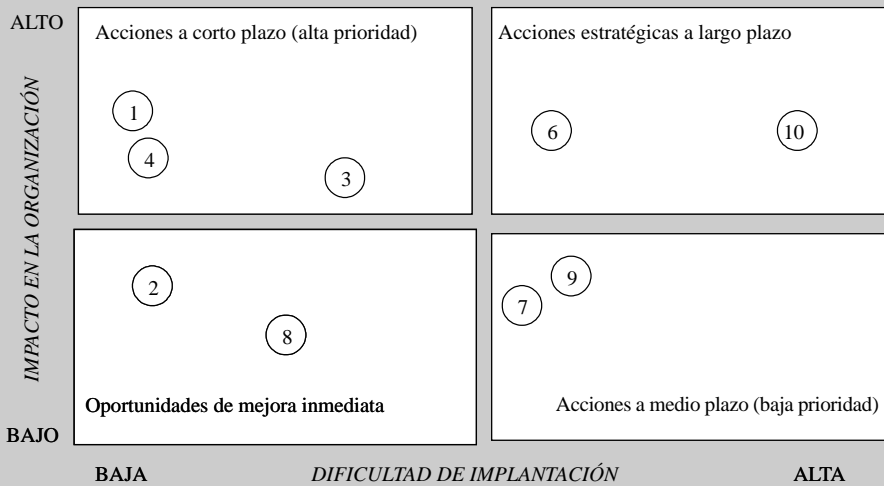 ALTO
Acciones a corto plazo (alta prioridad)
Acciones estratégicas a largo plazo
1
4
3
6
10
IMPACTO EN LA ORGANIZACIÓN
2
8
9
7
Oportunidades de mejora inmediata
Acciones a medio plazo (baja prioridad)
BAJO
BAJA
DIFICULTAD DE IMPLANTACIÓN
ALTA